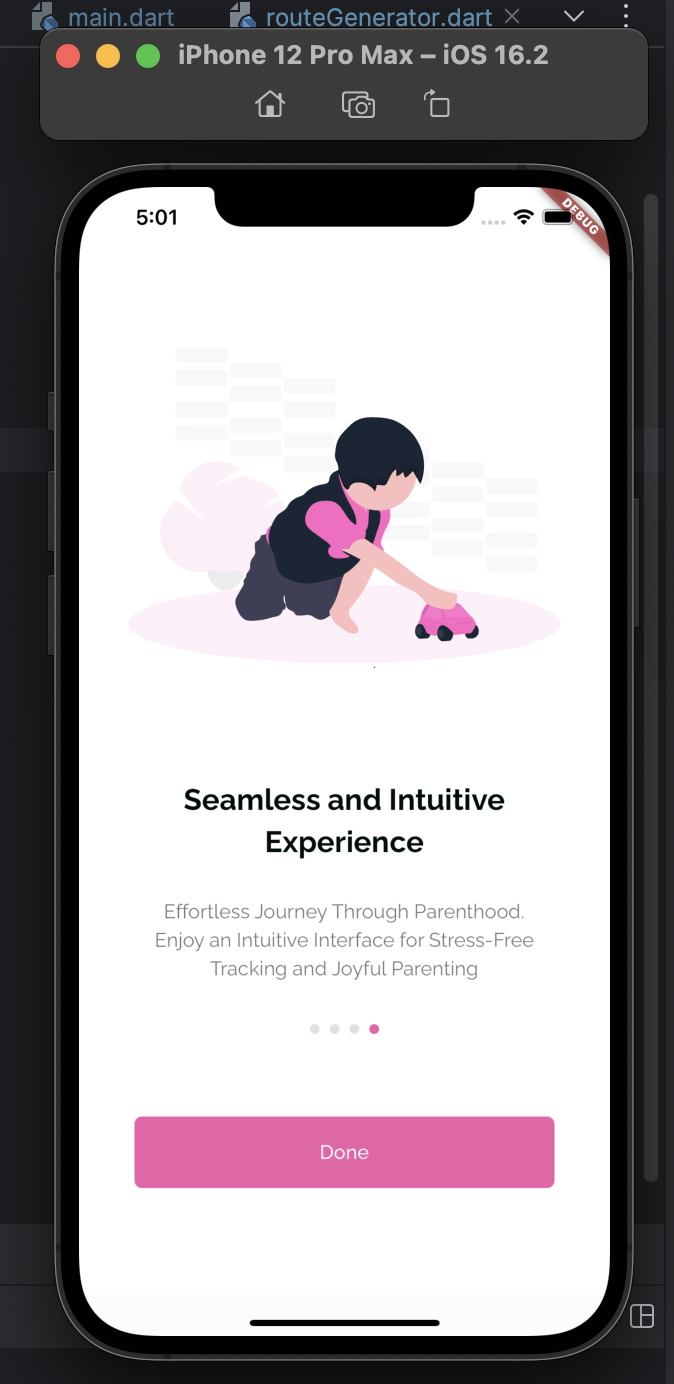 main.dart
routeGenerator.dart
iPhone 12 Pro Max – iOS 16.2
5:01
DEBUG
Seamless and Intuitive
Experience
Effortless Journey Through Parenthood.
Enjoy an Intuitive Interface for Stress-Free
Tracking and Joyful Parenting
Done